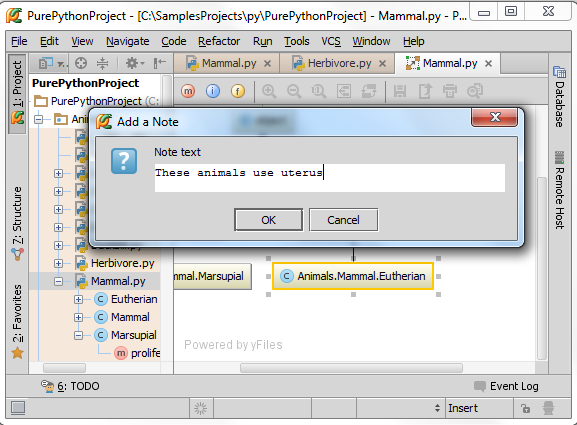 PurePythonProject - [C:\SamplesProjects\py\PurePythonProject] - Mammal.py - P...
File Edit View Navigate Code Refactor Run Tools VCS Window Help
Mammal.py Herbivore.py Mammal.py
1: Project
7: Structure
2: Favorites
PurePythonProject
PurePythonProject (C:
Ani
Add a Note
Note text
These animals use uterus
OK Cancel
Herbivore.py
Mammal.py
Eutherian
Mammal
Marsupial
prolife
mmal.Marsupial
Animals.Mammal.Eutherian
Powered by yFiles
Database
Remote Host
6: TODO
Event Log
Insert